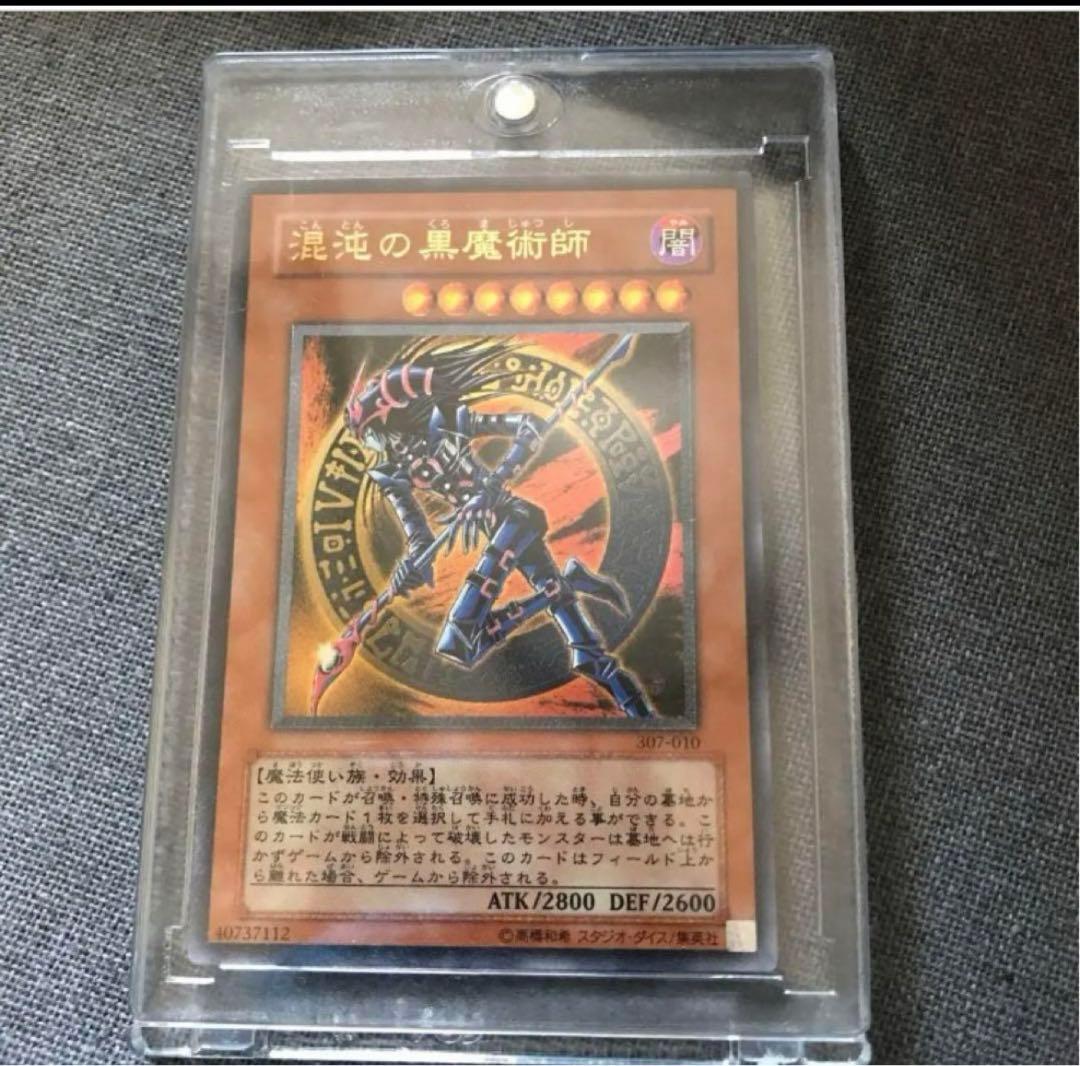 混沌の黒魔術師
闇
307-010
【魔法使い族・効果】
このカードが召喚・特殊召喚に成功した時、自分の墓地か
ら魔法カード1枚を選択して手札に加える事ができる。こ
のカードが戦闘によって破壊したモンスターは墓地へは行
かずゲームから除外される。このカードはフィールド上か
ら離れた場合、ゲームから除外される。
ATK/2800 DEF/2600
40737112 ©高橋和希 スタジオ・ダイス/集英社